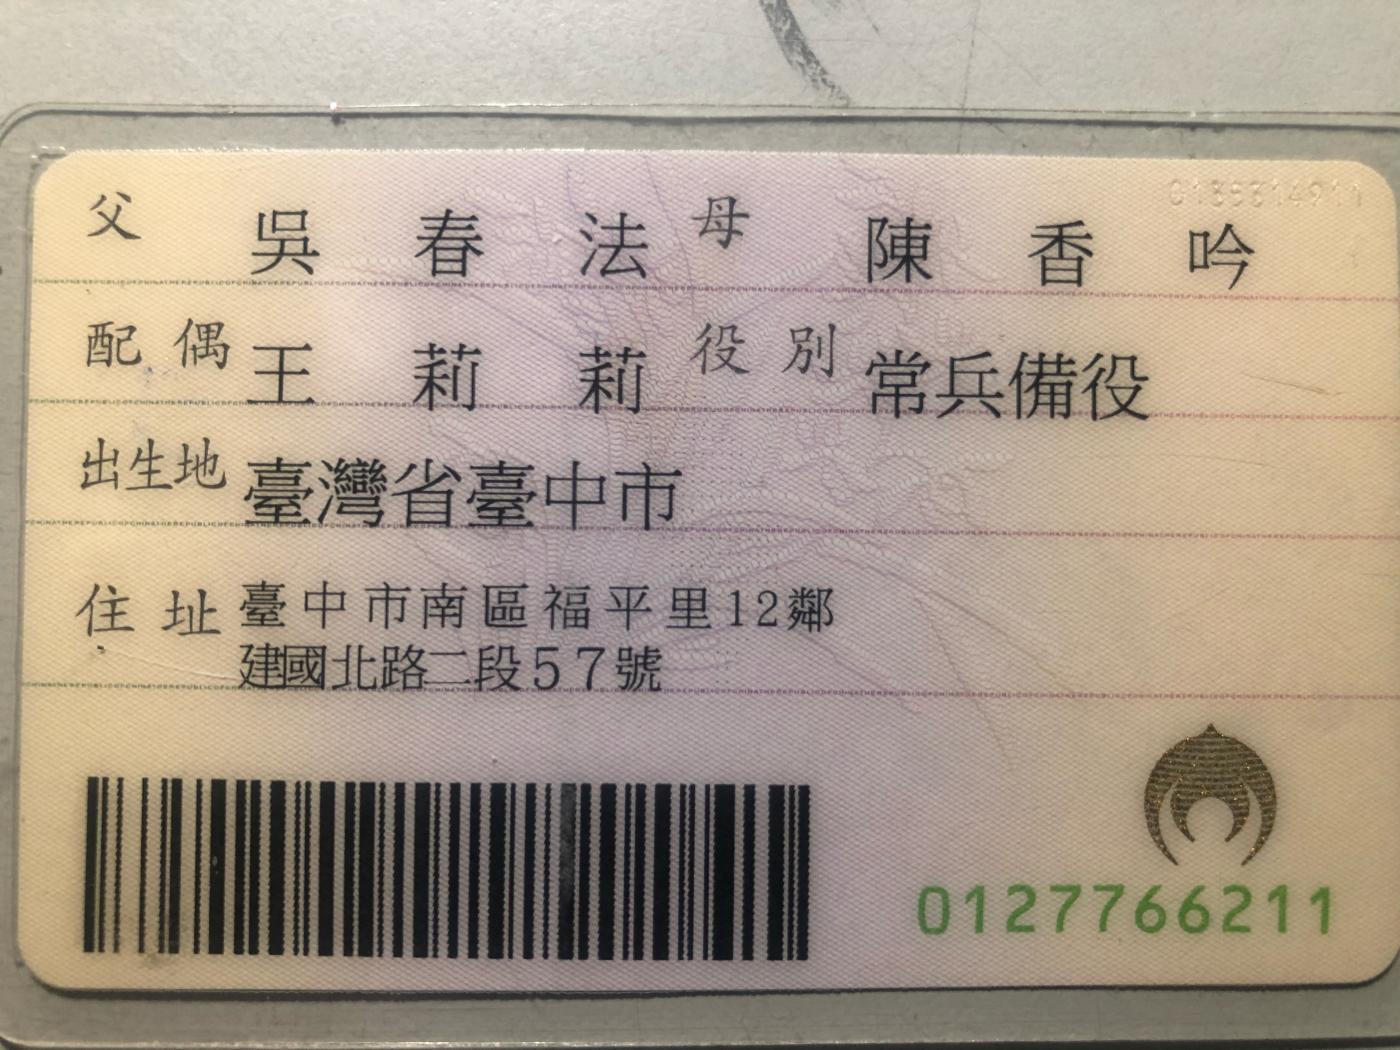 父 吳春法 母 陳香吟
配偶 王莉莉 役別 常兵備役
出生地 臺灣省臺中市
住址 臺中市南區福平里12鄰
建國北路二段57號
0127766211